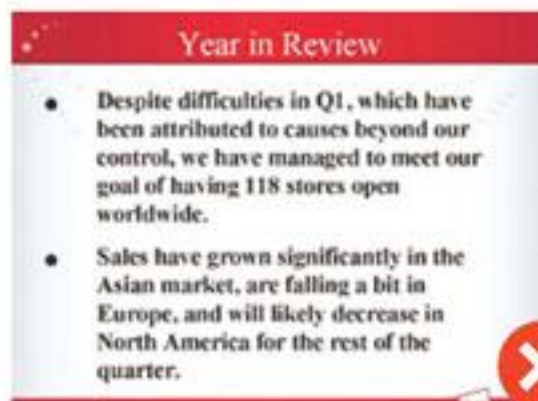 Year in Review
• Despite difficulties in Q1, which have
been attributed to causes beyond our
control, we have managed to meet our
goal of having 118 stores open
worldwide.
• Sales have grown significantly in the
Asian market, are falling a bit in
Europe, and will likely decrease in
North America for the rest of the
quarter.